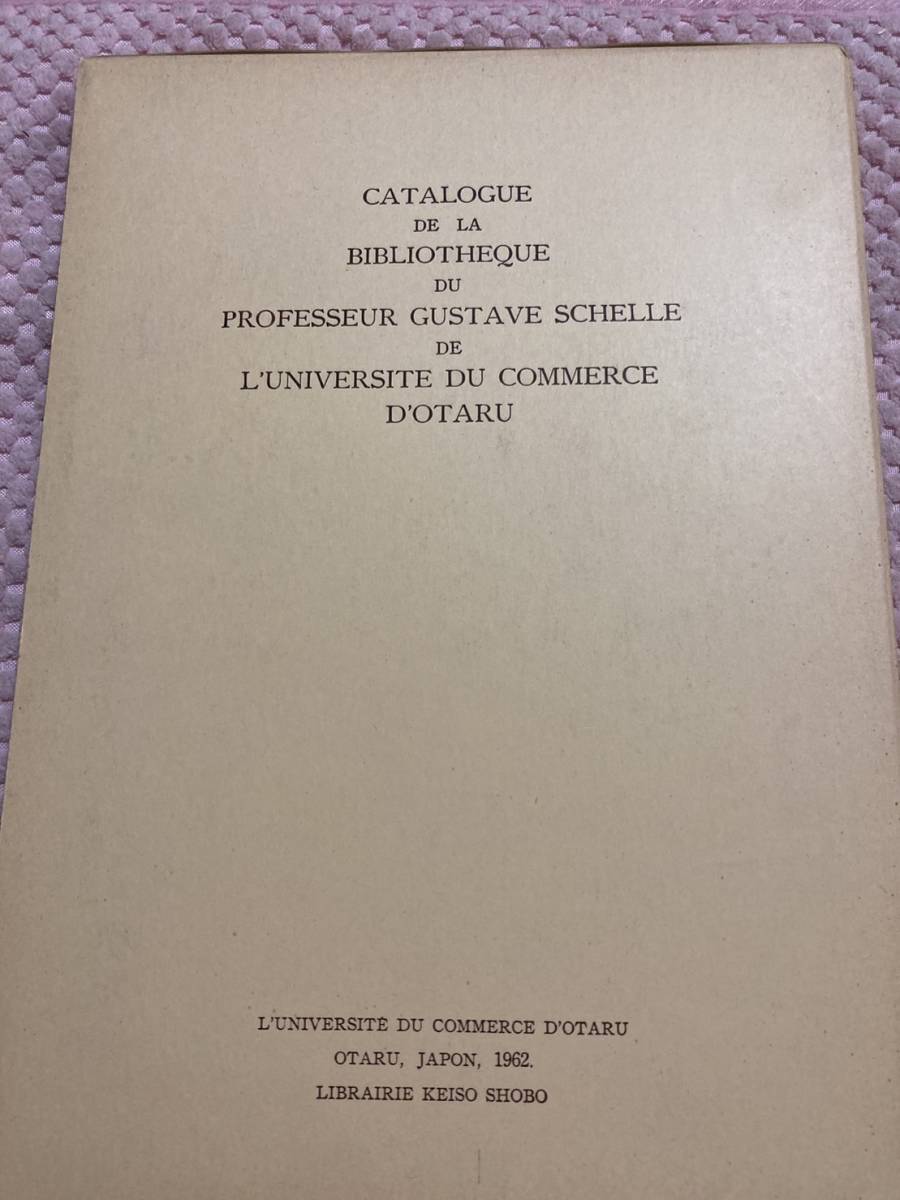 CATALOGUE
DE LA
BIBLIOTHEQUE
DU
PROFESSEUR GUSTAVE SCHELLE
DE
L'UNIVERSITE DU COMMERCE
D'OTARU
L'UNIVERSITÉ DU COMMERCE D'OTARU
OTARU, JAPON, 1962.
LIBRAIRIE KEISO SHOBO